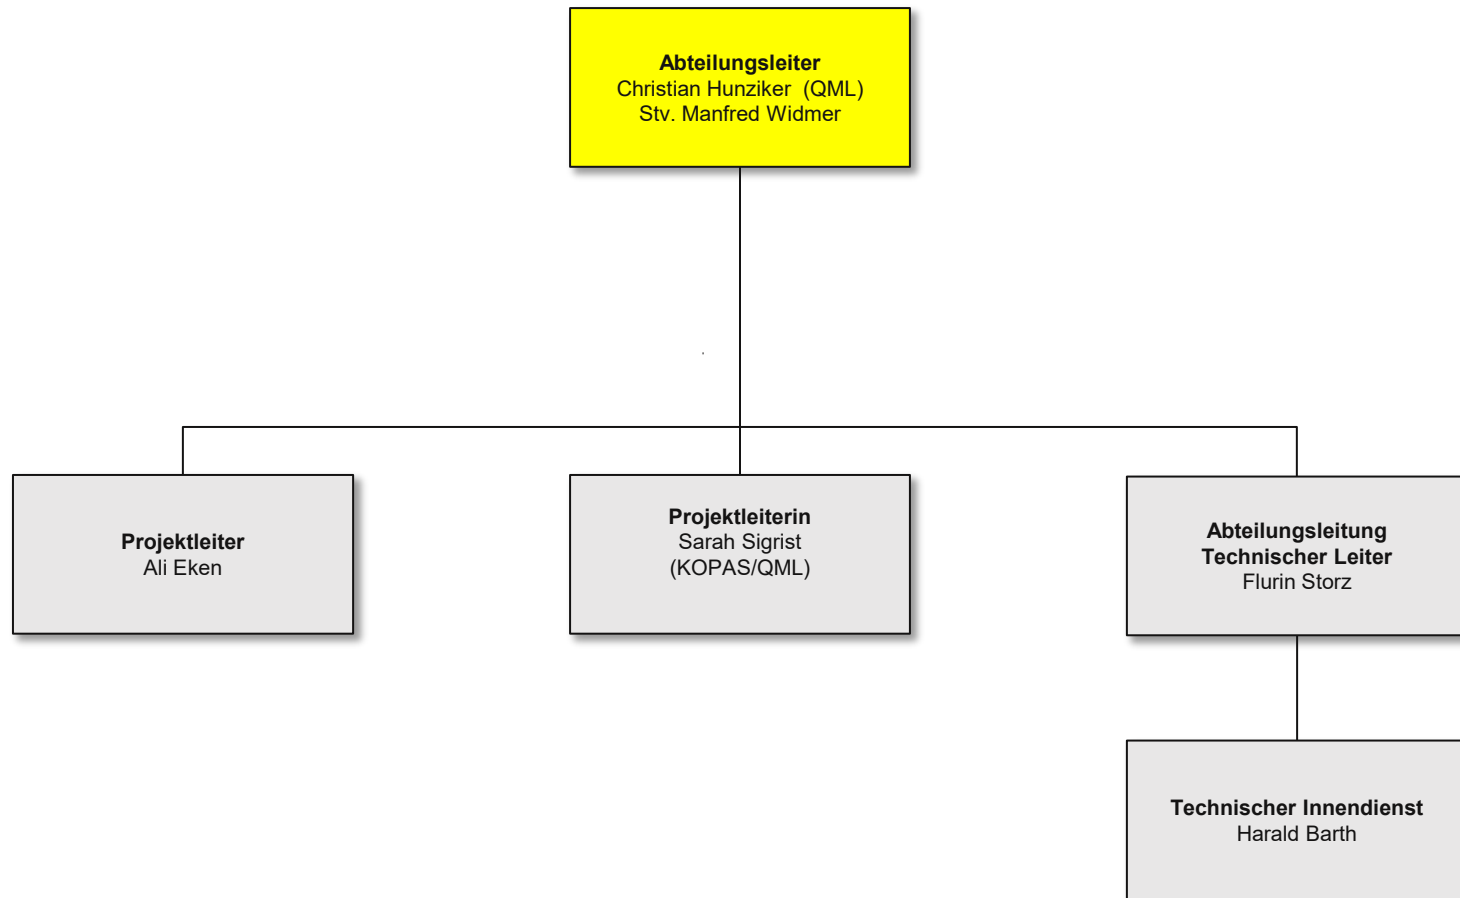 Abteilungsleiter
Christian Hunziker (QML)
Stv. Manfred Widmer
Projektleiter
Ali Eken
Projektleiterin
Sarah Sigrist
(KOPAS/QML)
Abteilungsleitung
Technischer Leiter
Flurin Storz
Technischer Innendienst
Harald Barth